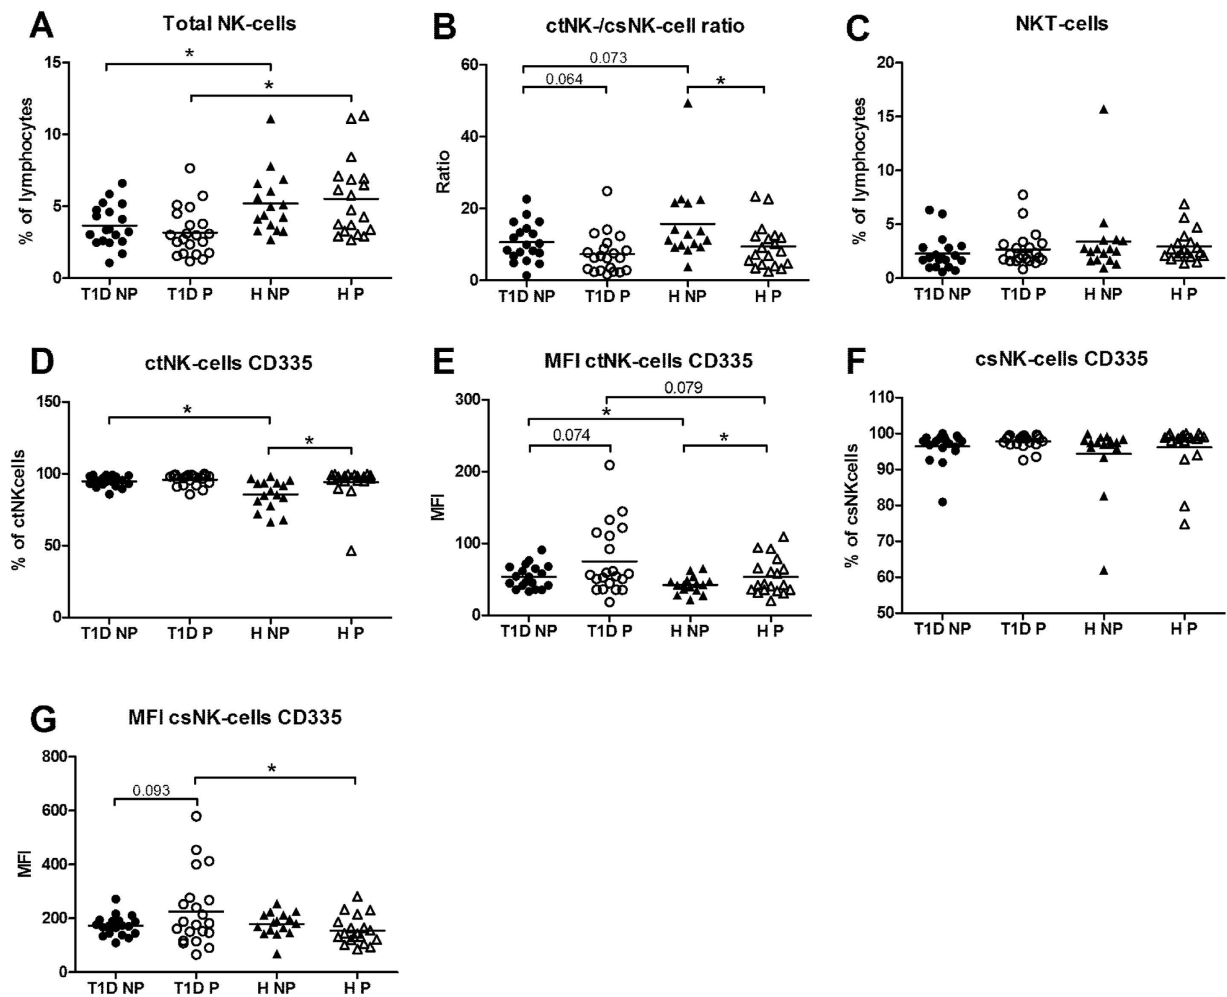 A
Total NK-cells
% of lymphocytes
15
10
5
0
*
*
T1D NP T1D P H NP H P
B
ctNK-/csNK-cell ratio
Ratio
60
40
20
0
0.073
0.064
*
T1D NP T1D P H NP H P
C
NKT-cells
% of lymphocytes
20
15
10
5
0
T1D NP T1D P H NP H P
D
ctNK-cells CD335
% of ctNKcells
150
100
50
0
*
*
T1D NP T1D P H NP H P
E
MFI ctNK-cells CD335
MFI
300
200
100
0
0.079
*
0.074
*
T1D NP T1D P H NP H P
F
csNK-cells CD335
% of csNKcells
100
90
100
80
70
60
50
T1D NP T1D P H NP H P
G
MFI csNK-cells CD335
MFI
800
600
400
200
0
*
0.093
T1D NP T1D P H NP H P